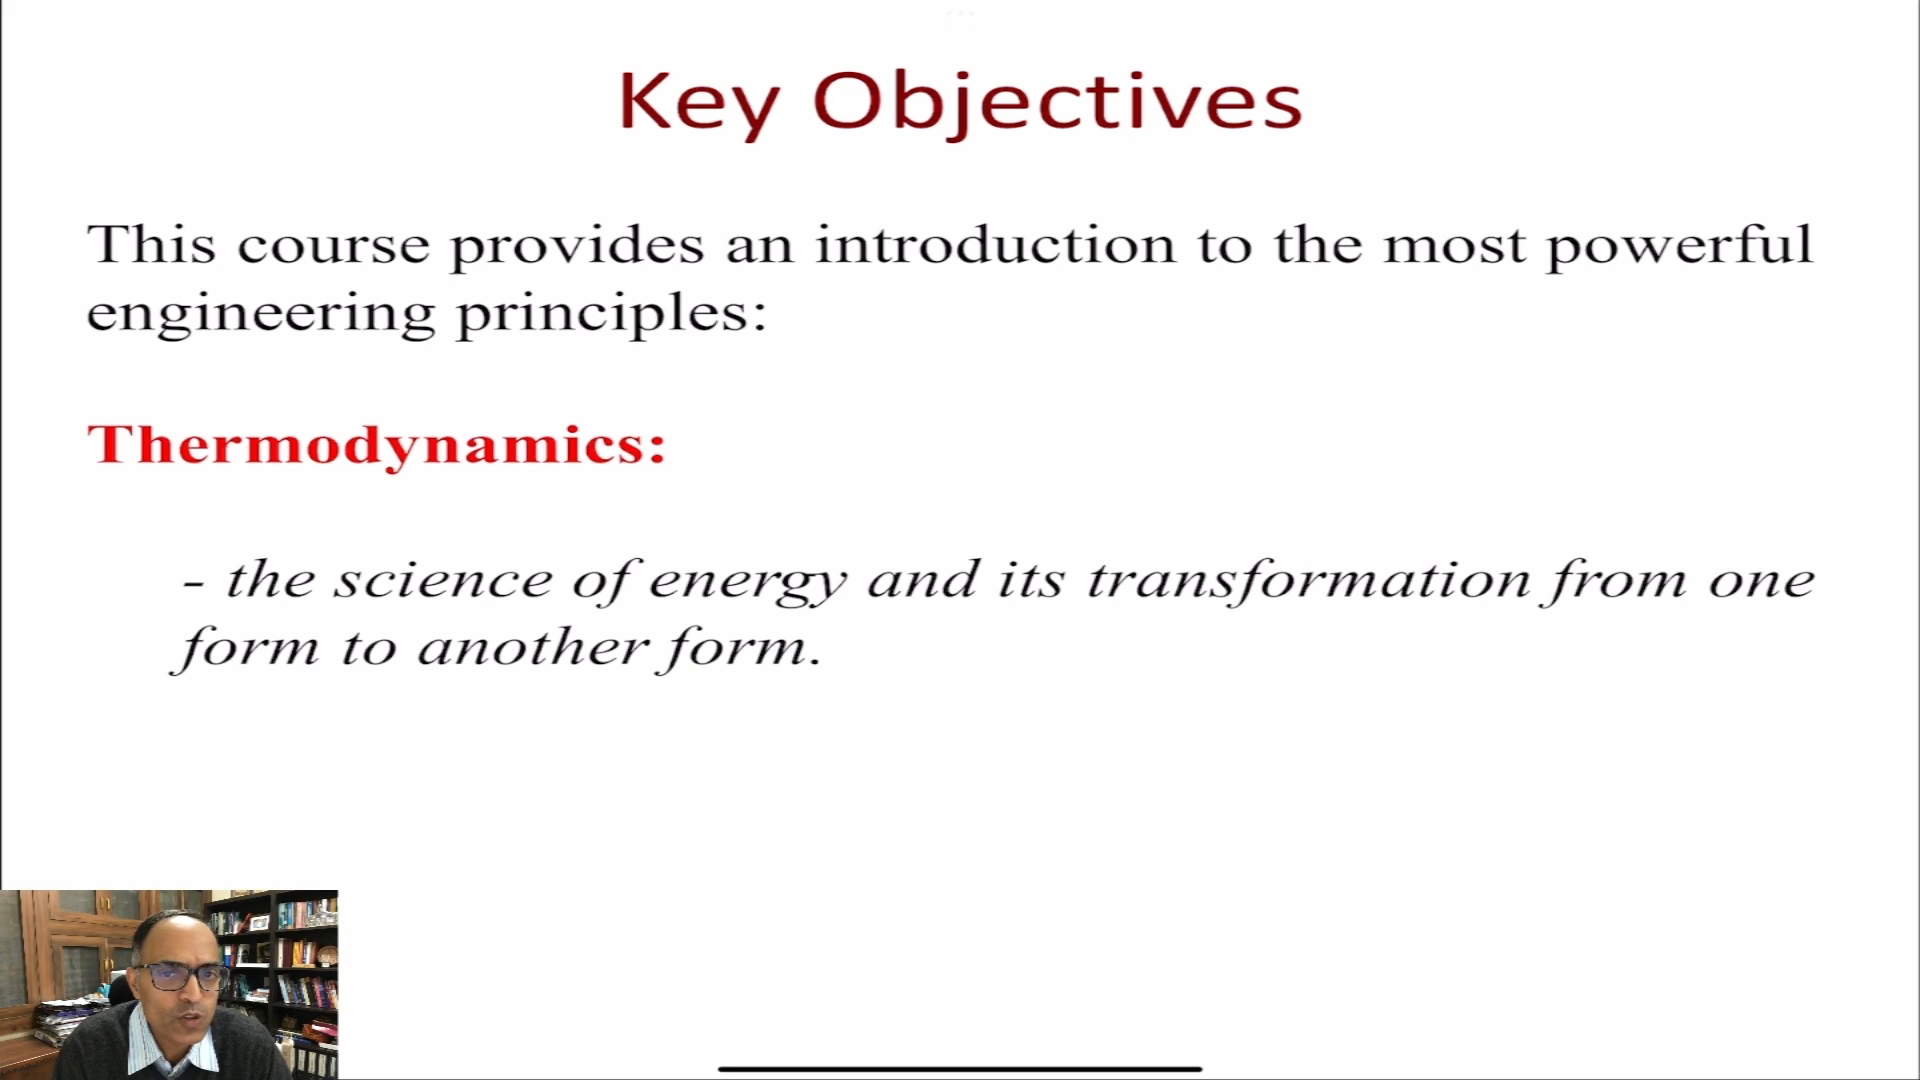 Key Objectives
This course provides an introduction to the most powerful
engineering principles:
Thermodynamics:
- the science of energy and its transformation from one
form to another form.